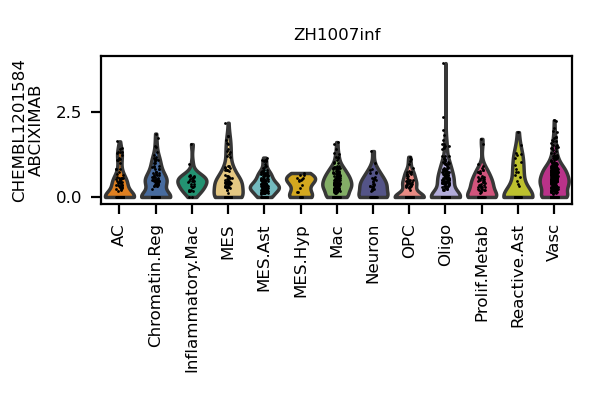 ZH1007inf
CHEMBL1201584
ABCIXIMAB
2.5
0.0
AC
Chromatin.Reg
Inflammatory.Mac
MES
MES.Ast
MES.Hyp
Mac
Neuron
OPC
Oligo
Prolif.Metab
Reactive.Ast
Vasc